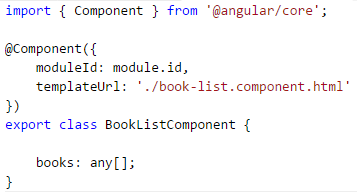 import { Component } from '@angular/core';
@Component({
    moduleId: module.id,
    templateUrl: './book-list.component.html'
})
export class BookListComponent {
    books: any[];
}